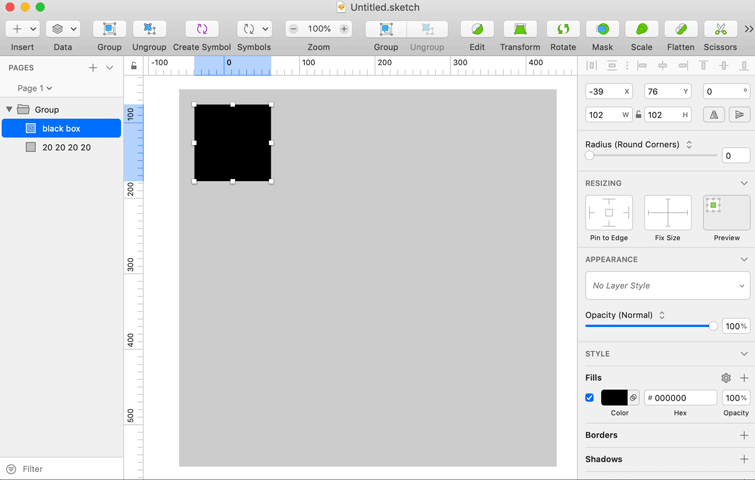 Untitled.sketch
Insert Data Group Ungroup Create Symbol Symbols 100% Zoom Group Ungroup Edit Transform Rotate Mask Scale Flatten Scissors
PAGES
Page 1
Group
black box
20 20 20 20
Filter
-100 0 100 200 300 400
100
200
300
400
500
-39 X 76 Y 0 °
102 W 102 H
Radius (Round Corners)
0
RESIZING
Pin to Edge Fix Size Preview
APPEARANCE
No Layer Style
Opacity (Normal)
100%
STYLE
Fills
# 000000 100%
Color Hex Opacity
Borders
Shadows